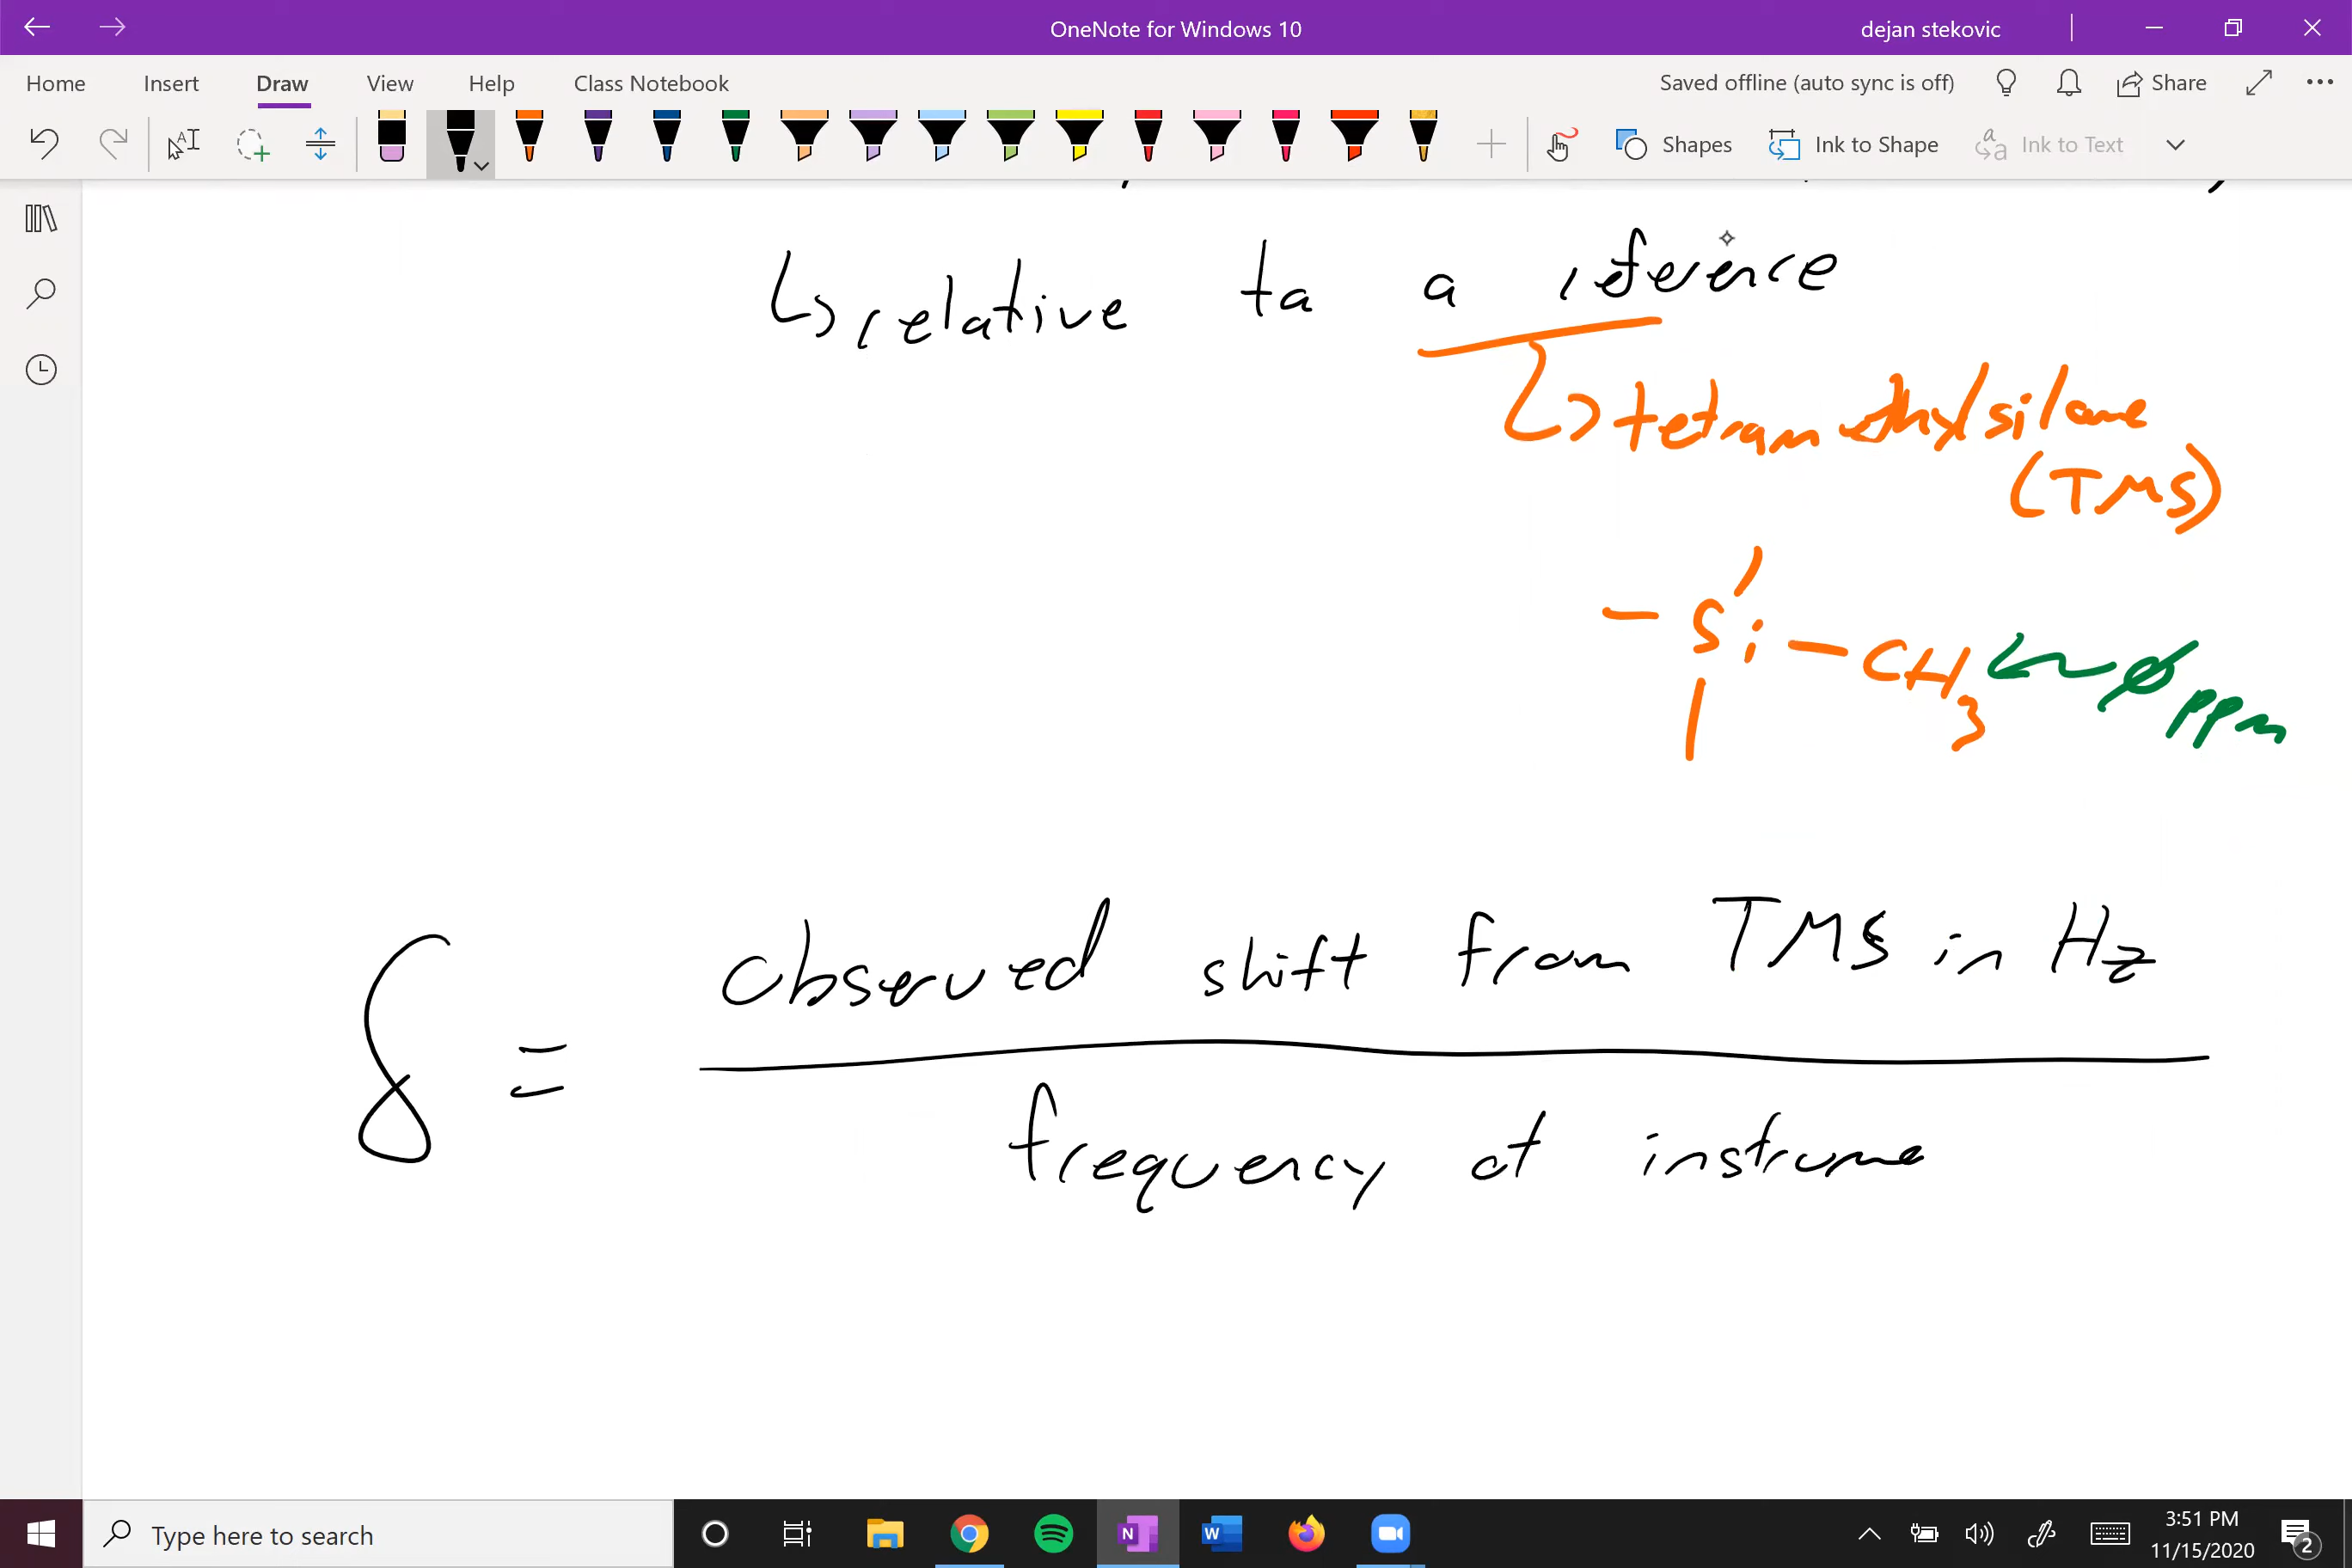 OneNote for Windows 10
dejan stekovic
Home Insert Draw View Help Class Notebook
Saved offline (auto sync is off) Share
Shapes Ink to Shape Ink to Text
relative ta a reference
tetramethylsilane
(TMS)
- Si - CH3 0 ppm
δ = observed shift from TMS in Hz
frequency of instrume
Type here to search
3:51 PM
11/15/2020
2